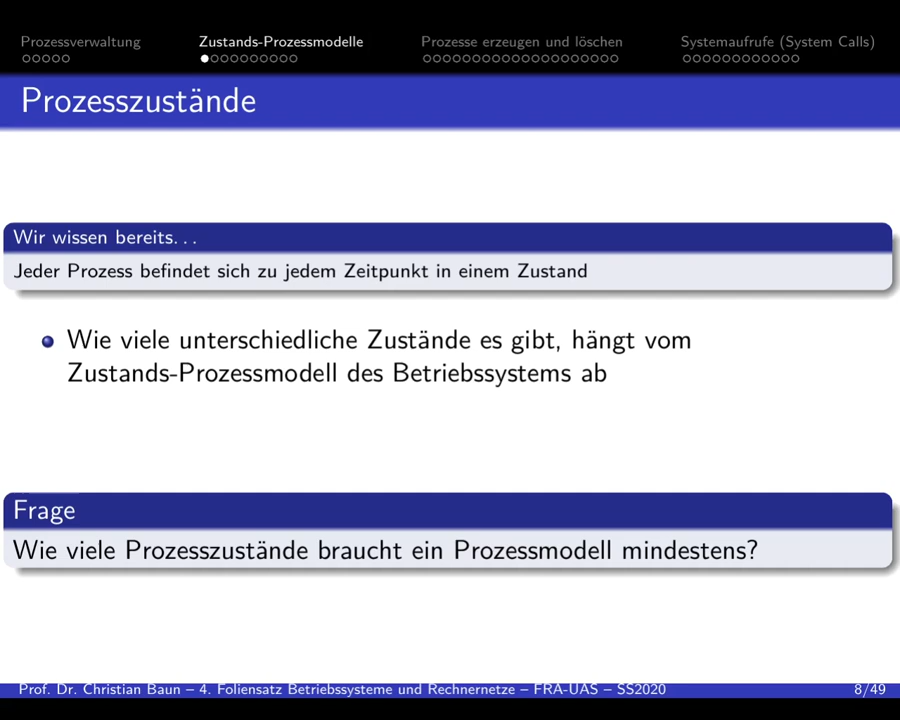 Prozessverwaltung
Zustands-Prozessmodelle
Prozesse erzeugen und löschen
Systemaufrufe (System Calls)
Prozesszustände
Wir wissen bereits. . .
Jeder Prozess befindet sich zu jedem Zeitpunkt in einem Zustand
Wie viele unterschiedliche Zustände es gibt, hängt vom
Zustands-Prozessmodell des Betriebssystems ab
Frage
Wie viele Prozesszustände braucht ein Prozessmodell mindestens?
Prof. Dr. Christian Baun – 4. Foliensatz Betriebssysteme und Rechnernetze – FRA-UAS – SS2020
8/49